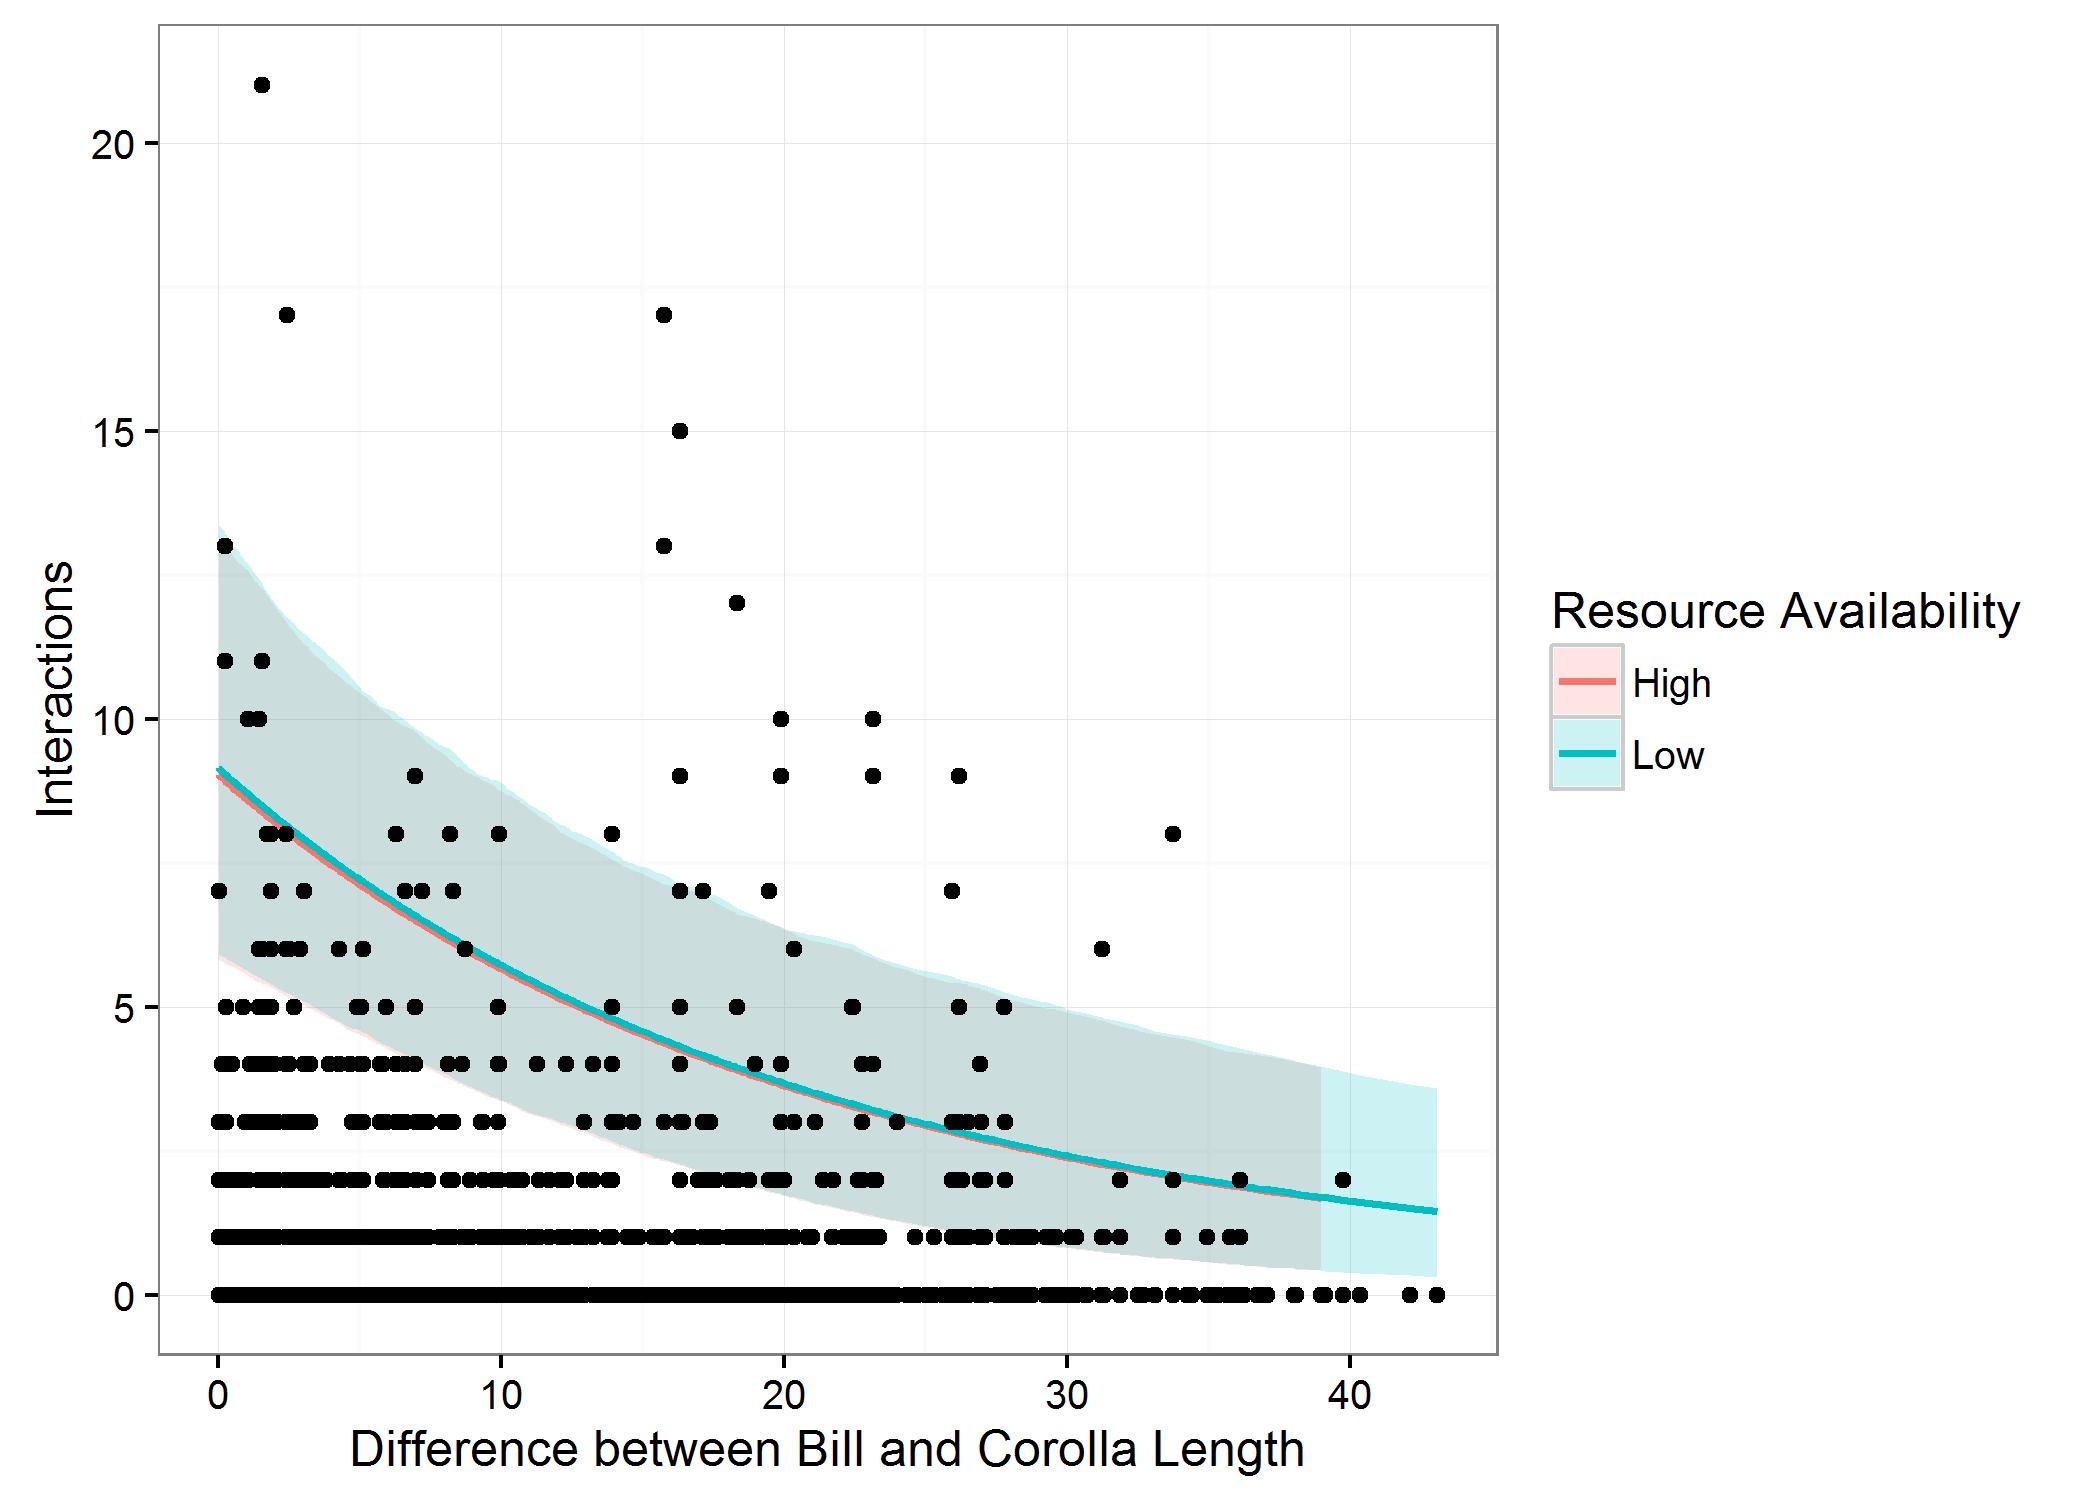 20
15
10
5
0
Interactions
0 10 20 30 40
Difference between Bill and Corolla Length
Resource Availability
High
Low